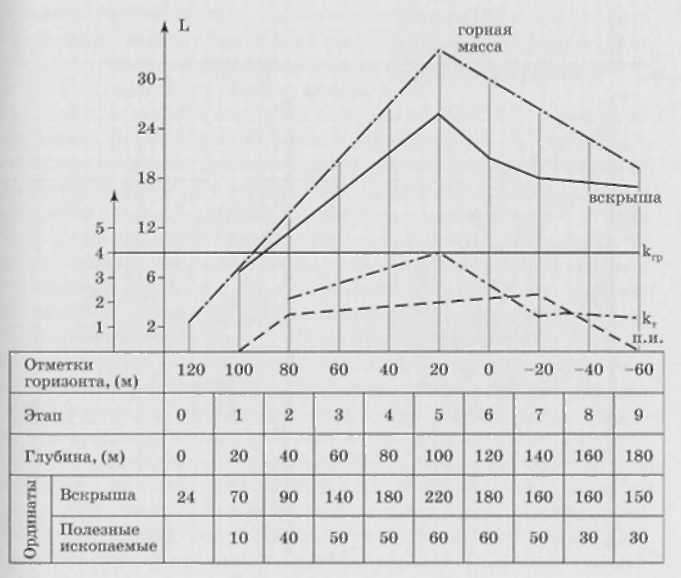 L
горная
масса
30
24
18
вскрыша
12
5
4
kгр
3
6
2
kт
1
2
п.и.
Отметки
горизонта, (м)
120 100 80 60 40 20 0 −20 −40 −60
Этап 0 1 2 3 4 5 6 7 8 9
Глубина, (м) 0 20 40 60 80 100 120 140 160 180
Ординаты
Вскрыша 24 70 90 140 180 220 180 160 160 150
Полезные
ископаемые
10 40 50 50 60 60 50 30 30